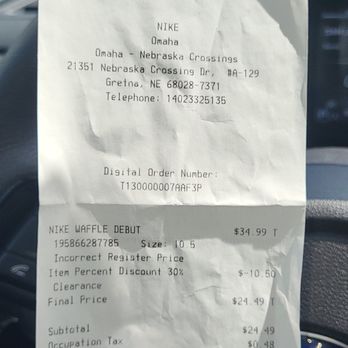 NIKE
Omaha
Omaha - Nebraska Crossings
21351 Nebraska Crossing Dr, #A-129
Gretna, NE 68028-7371
Telephone: 14023325135
Digital Order Number:
T130000007AAF3P
NIKE WAFFLE DEBUT $34.99 T
195866287785 Size: 10 5
Incorrect Register Price
Item Percent Discount 30% $-10.50
Clearance
Final Price $24.49 T
Subtotal $24.49
Occupation Tax $0.48